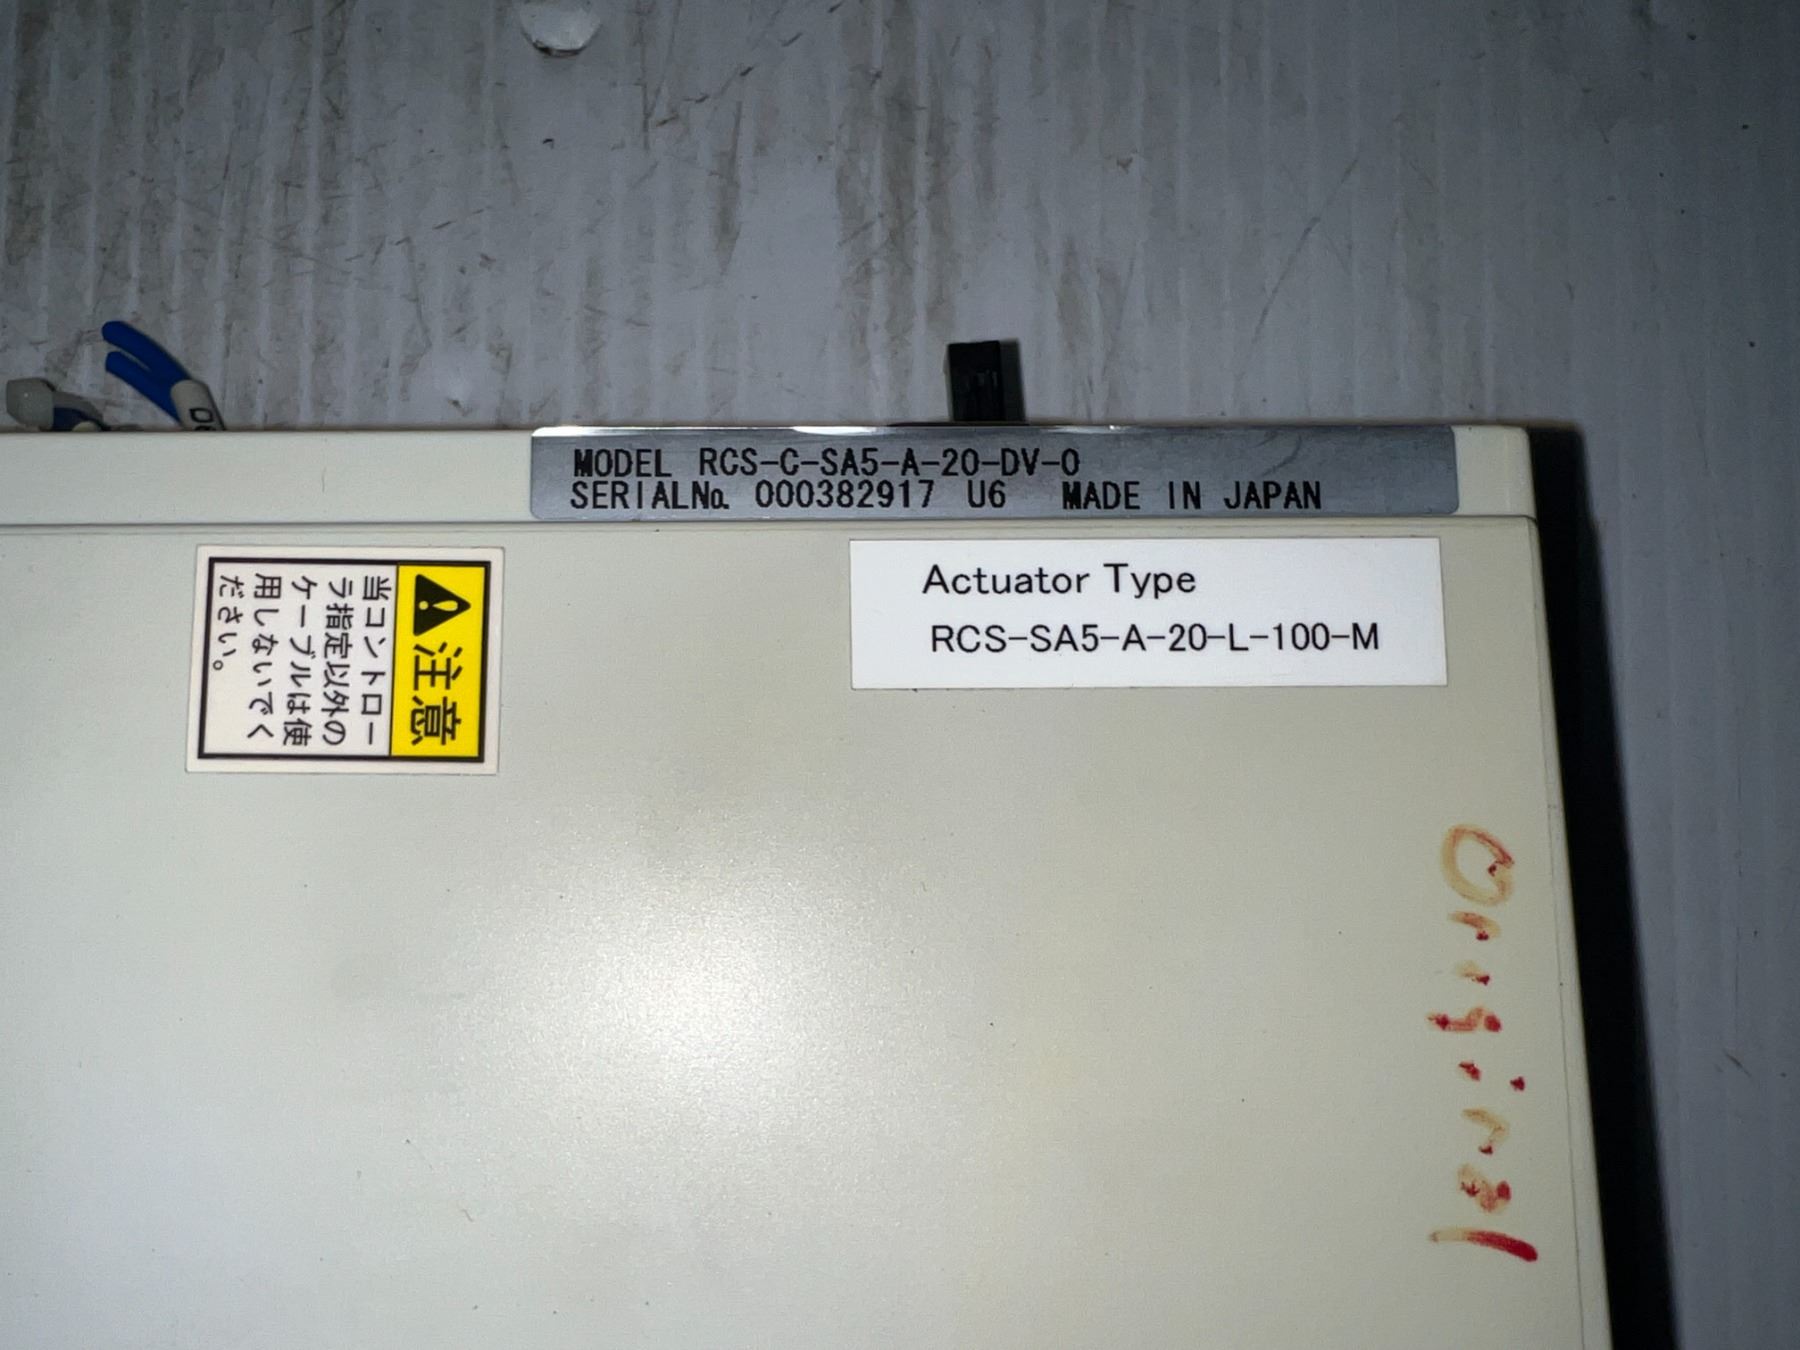 MODEL RCS-C-SA5-A-20-DV-0
SERIALNo. 000382917 U6 MADE IN JAPAN
Actuator Type
RCS-SA5-A-20-L-100-M
注意
当コントロー
ラ指定以外の
ケーブルは使
用しないでく
ださい。
Original